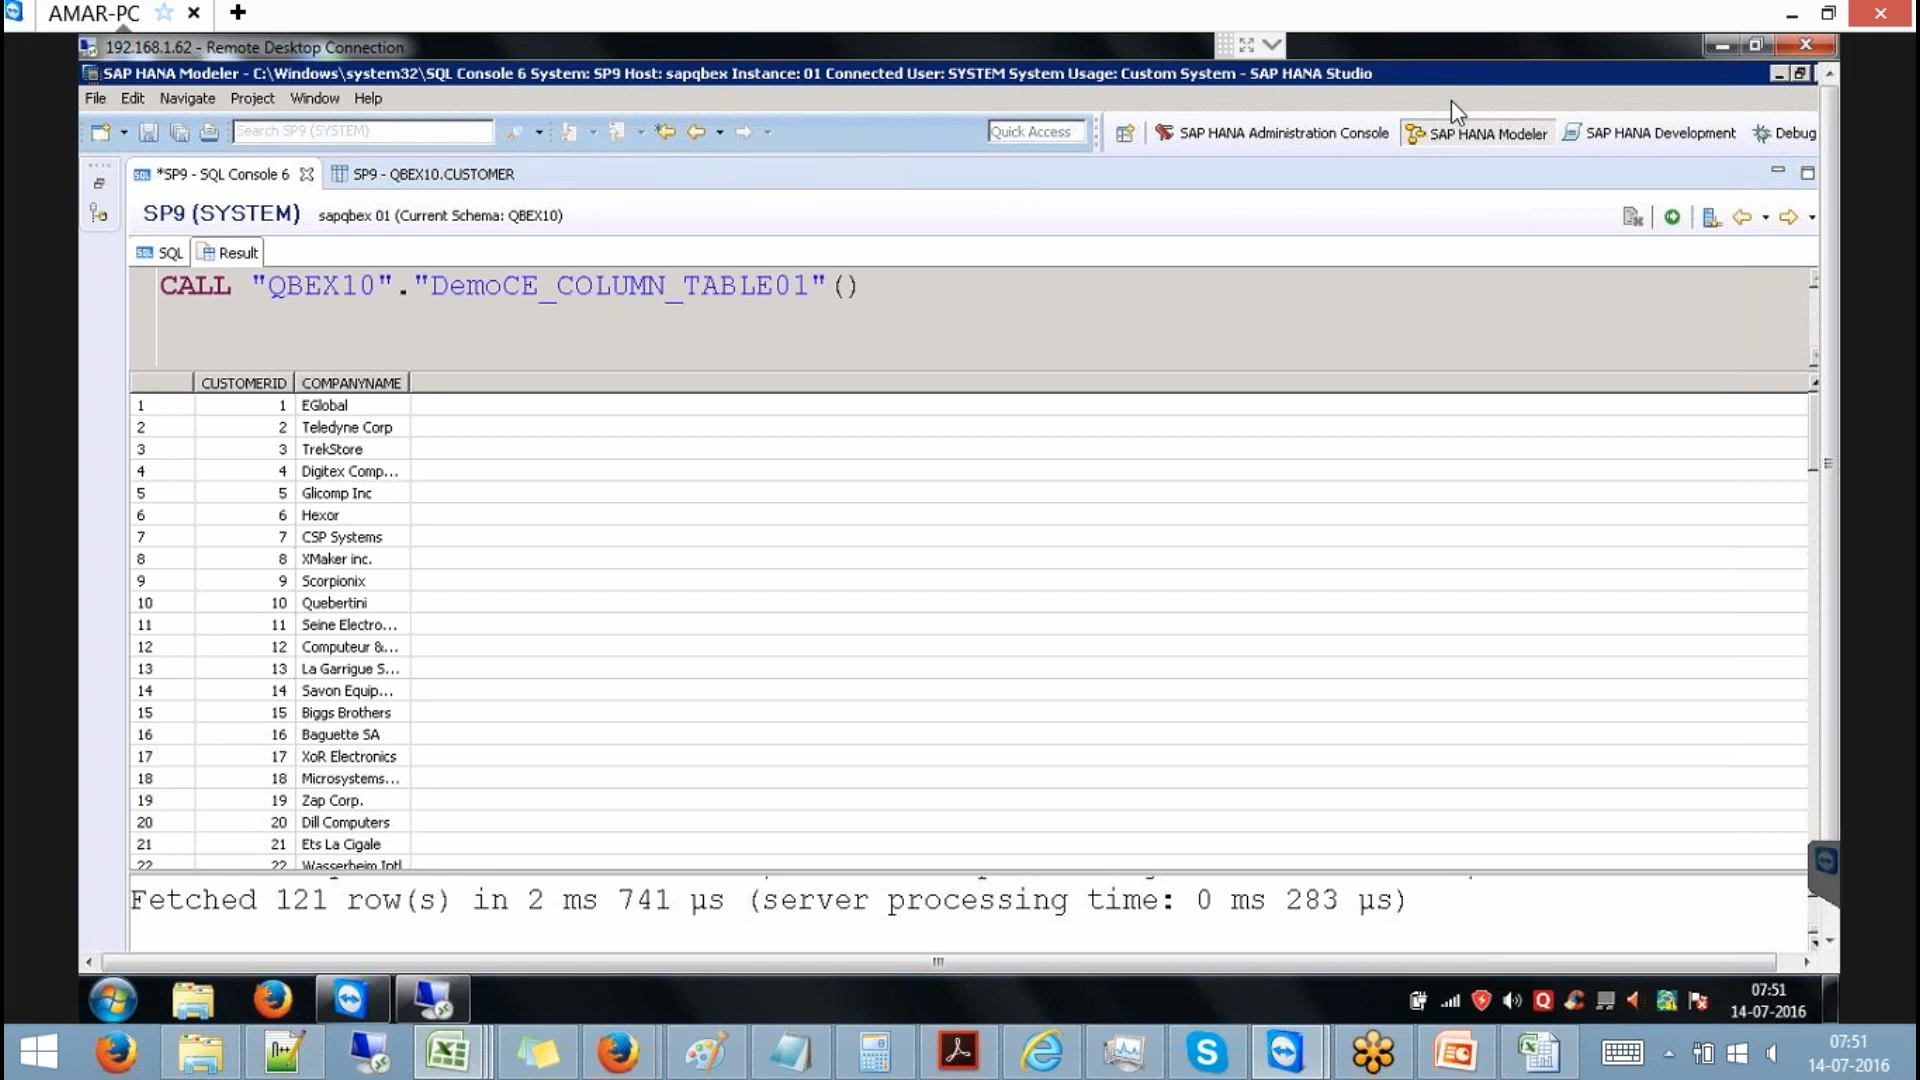 AMAR-PC
192.168.1.62 - Remote Desktop Connection
SAP HANA Modeler - C:\Windows\system32\SQL Console 6 System: SP9 Host: sapqbex Instance: 01 Connected User: SYSTEM System Usage: Custom System - SAP HANA Studio
File Edit Navigate Project Window Help
Search SP9 (SYSTEM)
Quick Access
SAP HANA Administration Console
SAP HANA Modeler
SAP HANA Development
Debug
*SP9 - SQL Console 6
SP9 - QBEX10.CUSTOMER
SP9 (SYSTEM) sapqbex 01 (Current Schema: QBEX10)
SQL Result
CALL "QBEX10"."DemoCE_COLUMN_TABLE01"()
CUSTOMERID COMPANYNAME
1 1 EGlobal
2 2 Teledyne Corp
3 3 TrekStore
4 4 Digitex Comp...
5 5 Glicomp Inc
6 6 Hexor
7 7 CSP Systems
8 8 XMaker inc.
9 9 Scorpionix
10 10 Quebertini
11 11 Seine Electro...
12 12 Computeur &...
13 13 La Garrigue S...
14 14 Savon Equip...
15 15 Biggs Brothers
16 16 Baguette SA
17 17 XoR Electronics
18 18 Microsystems...
19 19 Zap Corp.
20 20 Dill Computers
21 21 Ets La Cigale
22 22 Wasserheim Intl
Fetched 121 row(s) in 2 ms 741 µs (server processing time: 0 ms 283 µs)
07:51
14-07-2016
07:51
14-07-2016